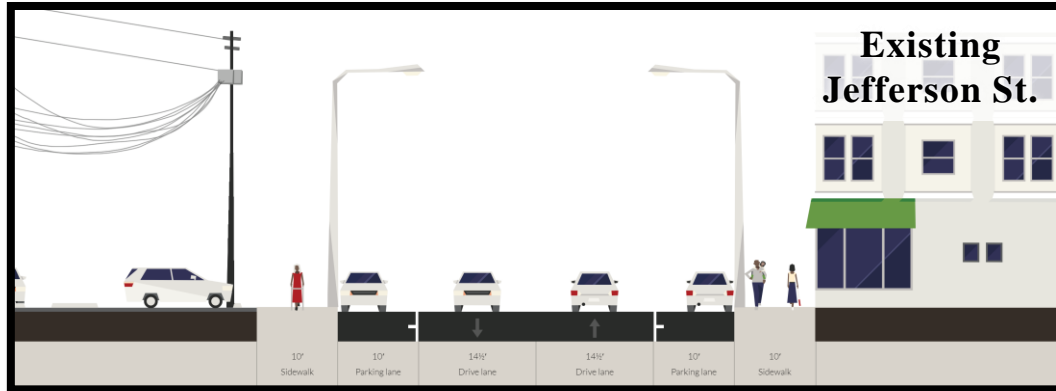 Existing
Jefferson St.
10'
Sidewalk
10'
Parking lane
14½'
Drive lane
14½'
Drive lane
10'
Parking lane
10'
Sidewalk